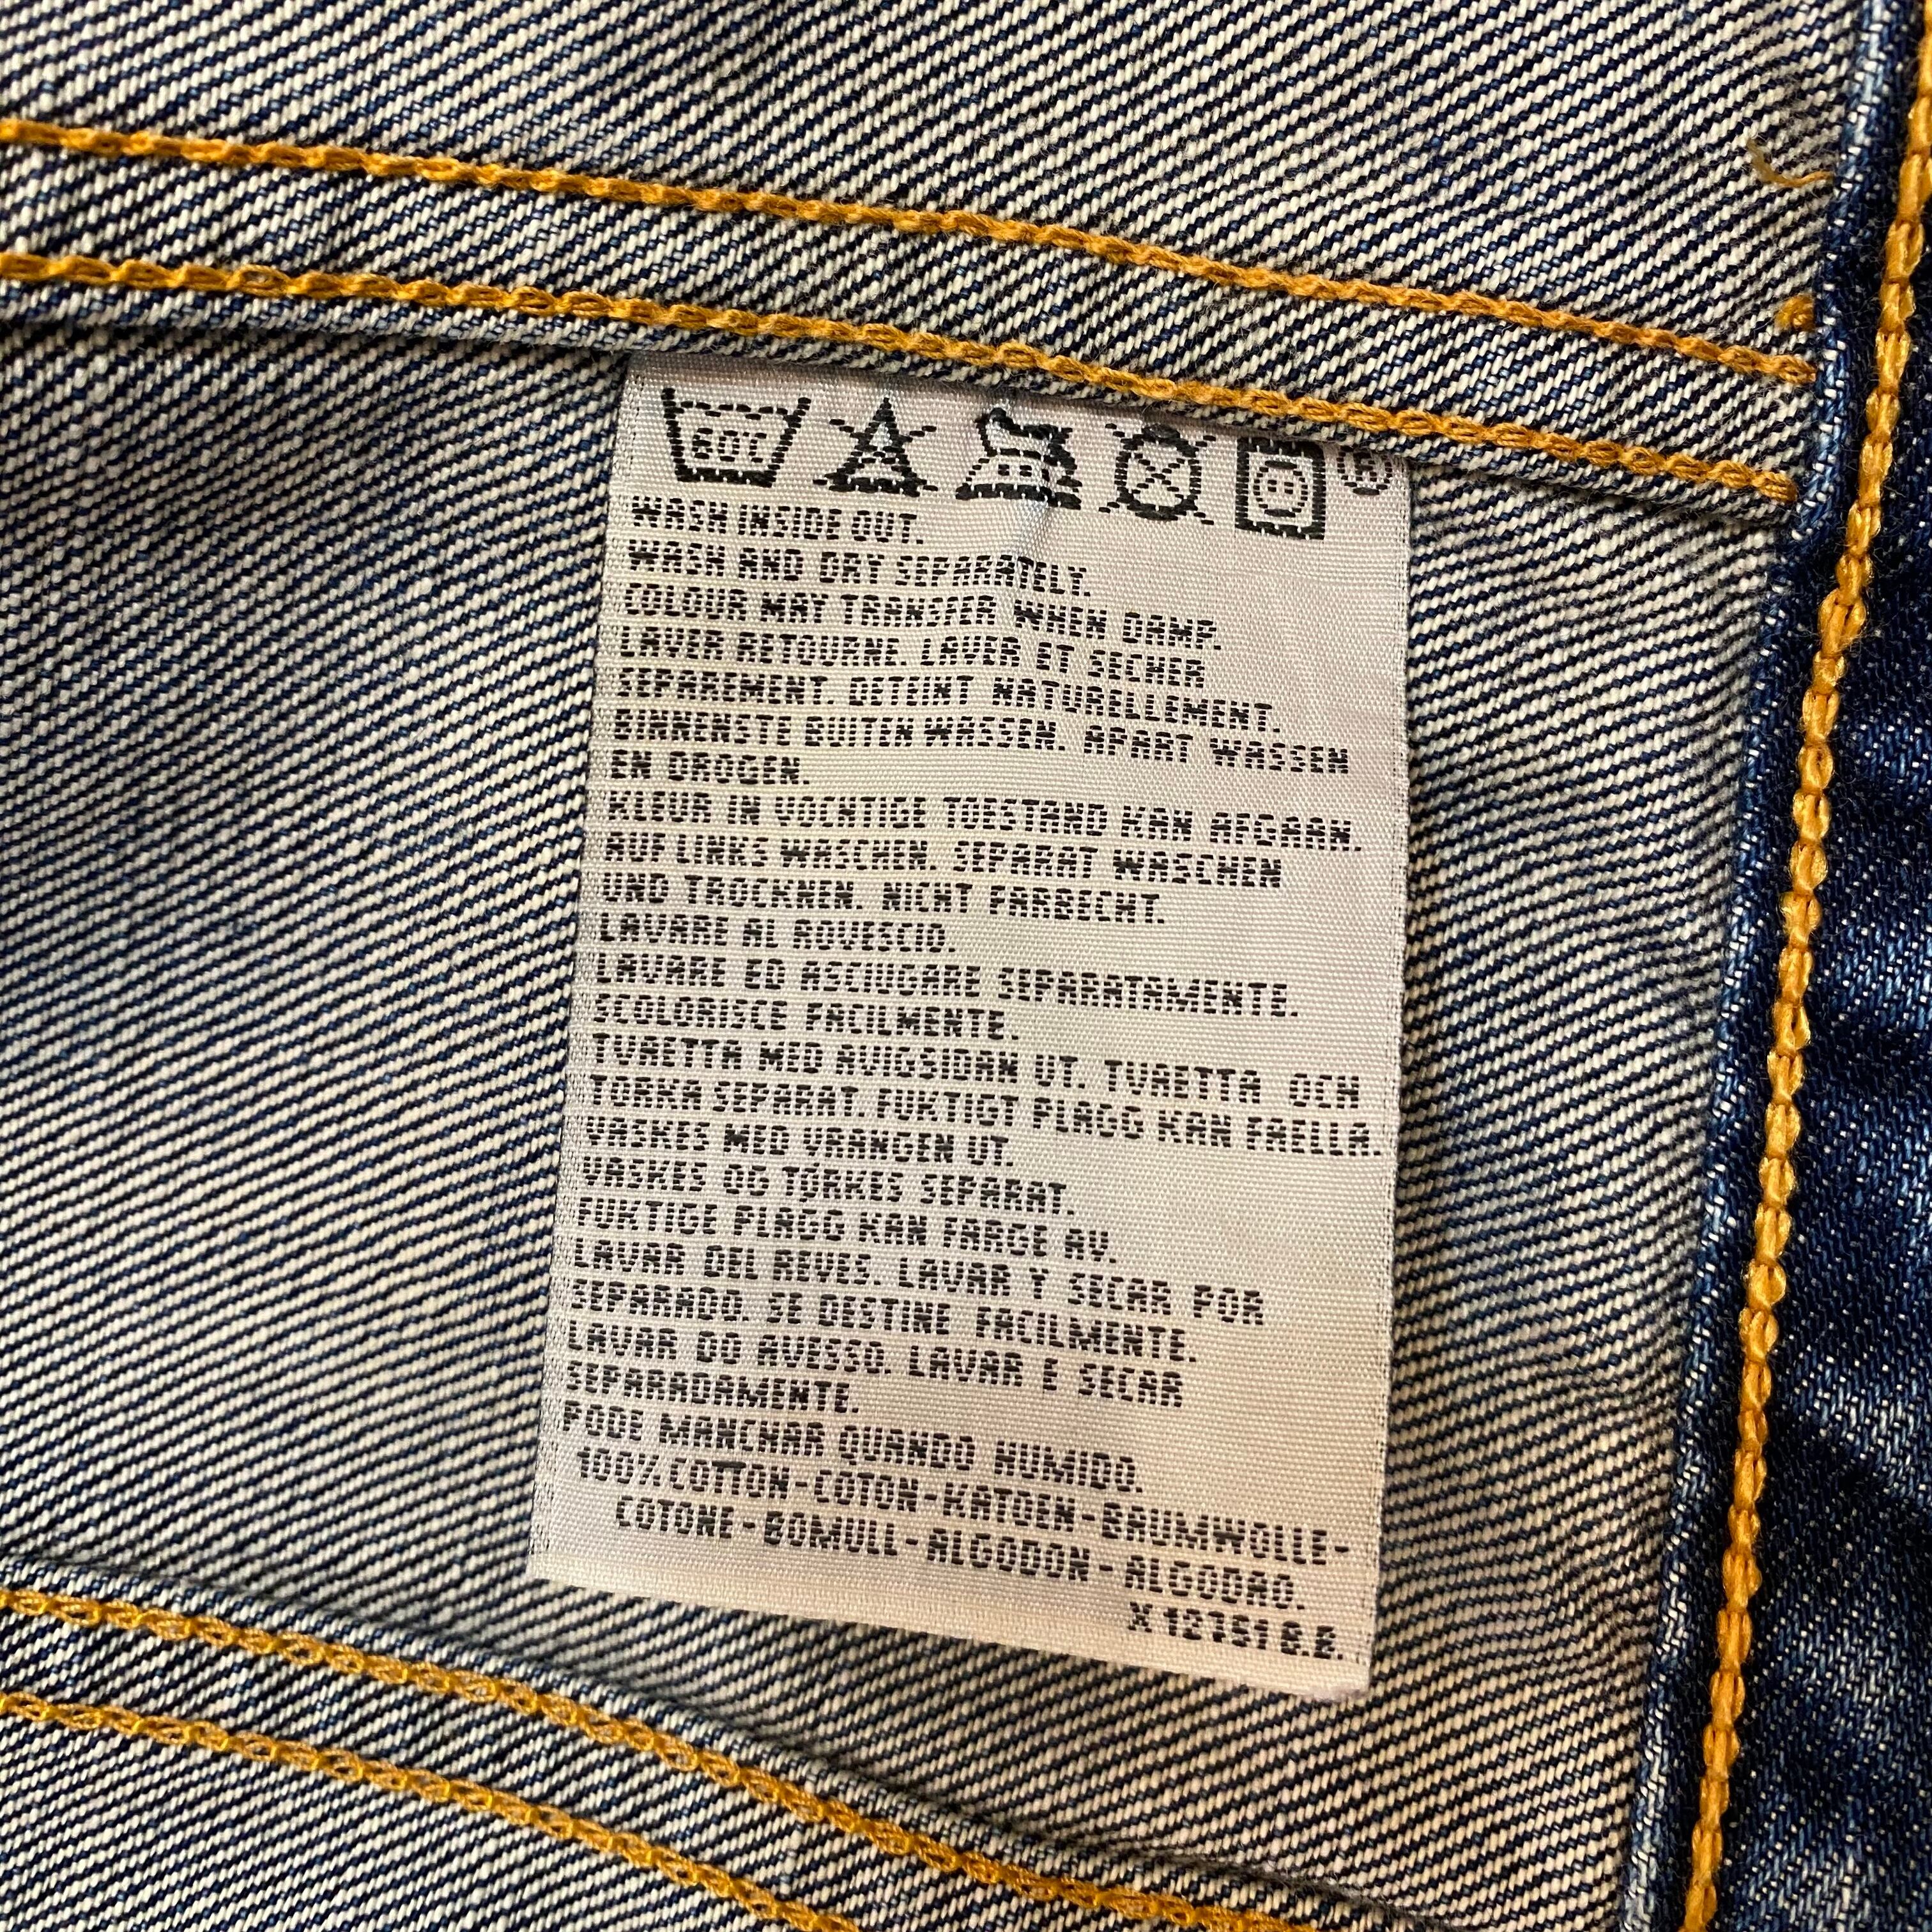 60°C
®
WASH INSIDE OUT.
WASH AND DRY SEPARATELY.
COLOUR MAY TRANSFER WHEN DAMP.
LAVER RETOURNE. LAVER ET SECHER
SEPAREMENT. DETEINT NATURELLEMENT.
BINNENSTE BUITEN WASSEN. APART WASSEN
EN DROGEN.
KLEUR IN VOCHTIGE TOESTAND KAN AFGAAN.
AUF LINKS WASCHEN. SEPARAT WASCHEN
UND TROCKNEN. NICHT FARBECHT.
LAVARE AL ROVESCIO.
LAVARE ED ASCIUGARE SEPARATAMENTE.
SCOLORISCE FACILMENTE.
TVAETTA MED AVIGSIDAN UT. TVAETTA OCH
TORKA SEPARAT. FUKTIGT PLAGG KAN FAELLA.
VASKES MED VRANGEN UT.
VASKES OG TØRKES SEPARAT.
FUKTIGE PLAGG KAN FARGE AV.
LAVAR DEL REVES. LAVAR Y SECAR POR
SEPARADO. SE DESTINE FACILMENTE.
LAVAR DO AVESSO. LAVAR E SECAR
SEPARADAMENTE.
PODE MANCHAR QUANDO HUMIDO.
100% COTTON-COTON-KATOEN-BAUMWOLLE-
COTONE-BOMULL-ALGODON-ALGODAO.
X 12751 B.B.